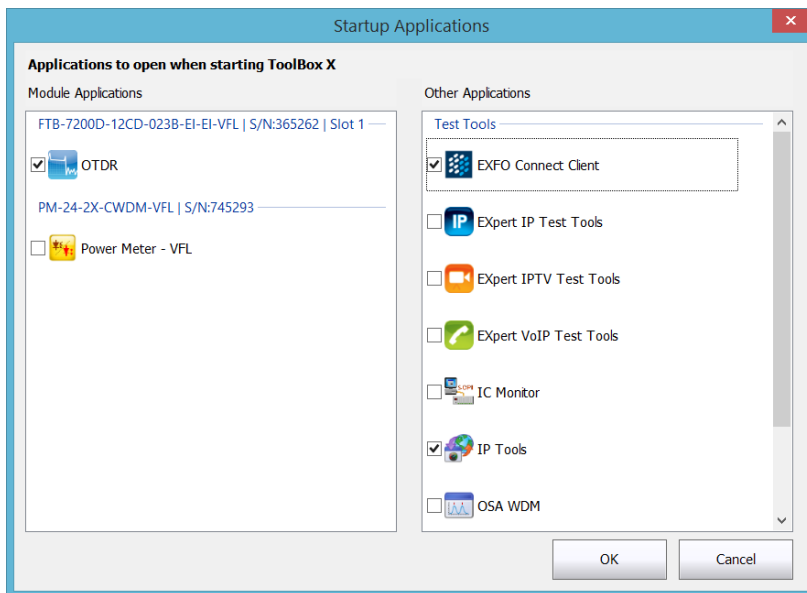 Startup Applications
Applications to open when starting ToolBox X
Module Applications
FTB-7200D-12CD-023B-EI-EI-VFL | S/N:365262 | Slot 1
OTDR
PM-24-2X-CWDM-VFL | S/N:745293
Power Meter - VFL
Other Applications
Test Tools
EXFO Connect Client
IP
EXpert IP Test Tools
EXpert IPTV Test Tools
EXpert VoIP Test Tools
IC Monitor
IP Tools
OSA WDM
OK
Cancel